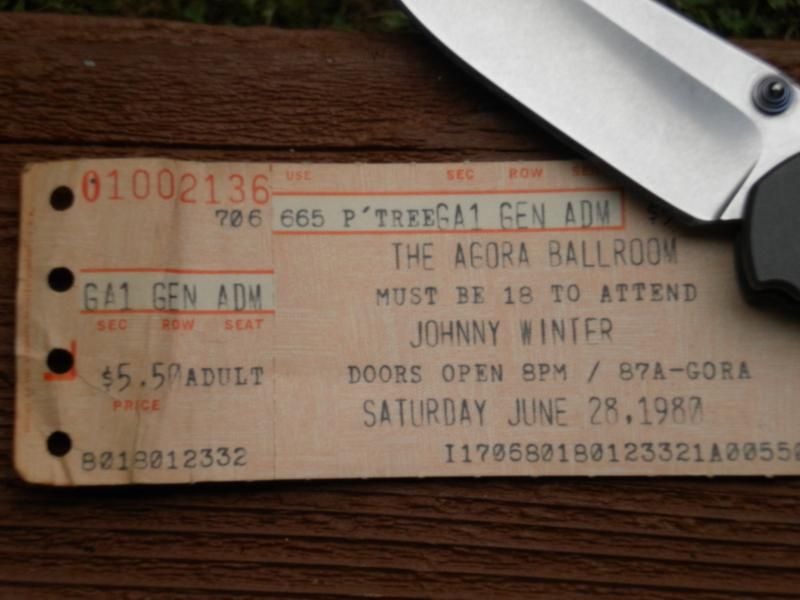 01002136
706
GA1 GEN ADM
SEC ROW SEAT
$5.50 ADULT
PRICE
8018012332
USE SEC ROW
665 P'TREE GA1 GEN ADM
THE AGORA BALLROOM
MUST BE 18 TO ATTEND
JOHNNY WINTER
DOORS OPEN 8PM / 87A-GORA
SATURDAY JUNE 28,1980
I170680180123321A00550